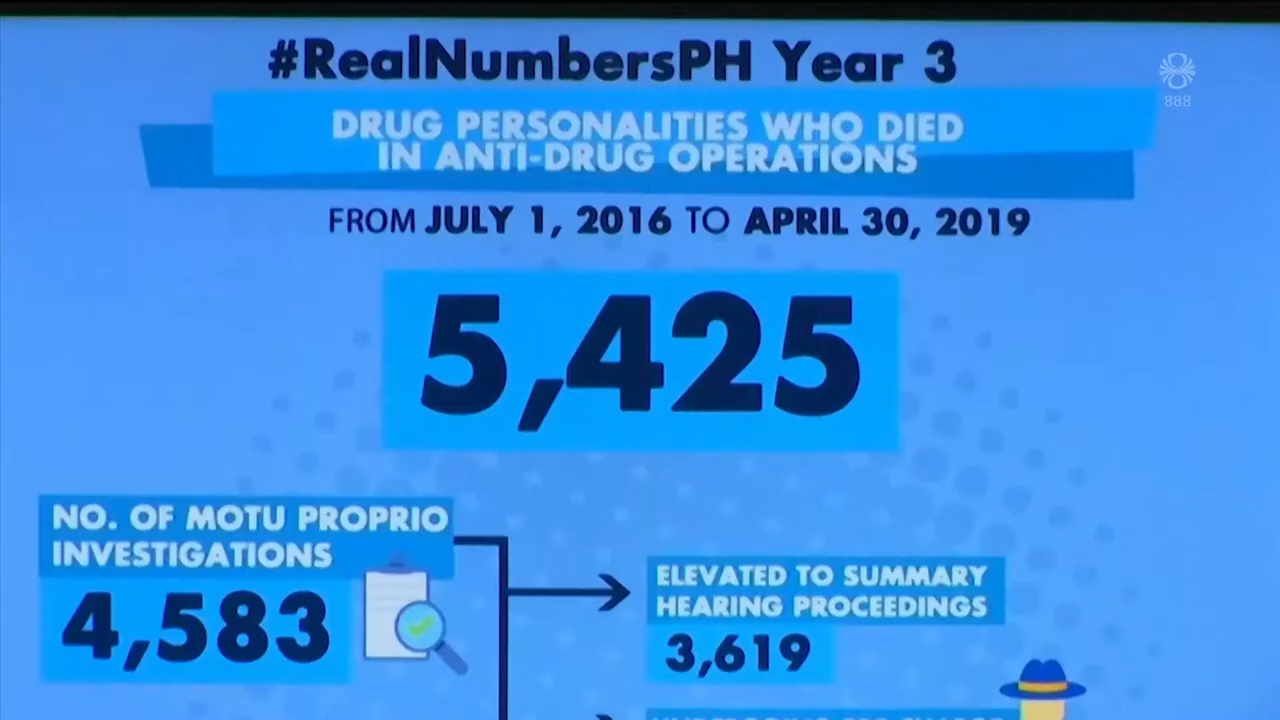 #RealNumbersPH Year 3
888
DRUG PERSONALITIES WHO DIED
IN ANTI-DRUG OPERATIONS
FROM JULY 1, 2016 TO APRIL 30, 2019
5,425
NO. OF MOTU PROPRIO
INVESTIGATIONS
4,583
ELEVATED TO SUMMARY
HEARING PROCEEDINGS
3,619